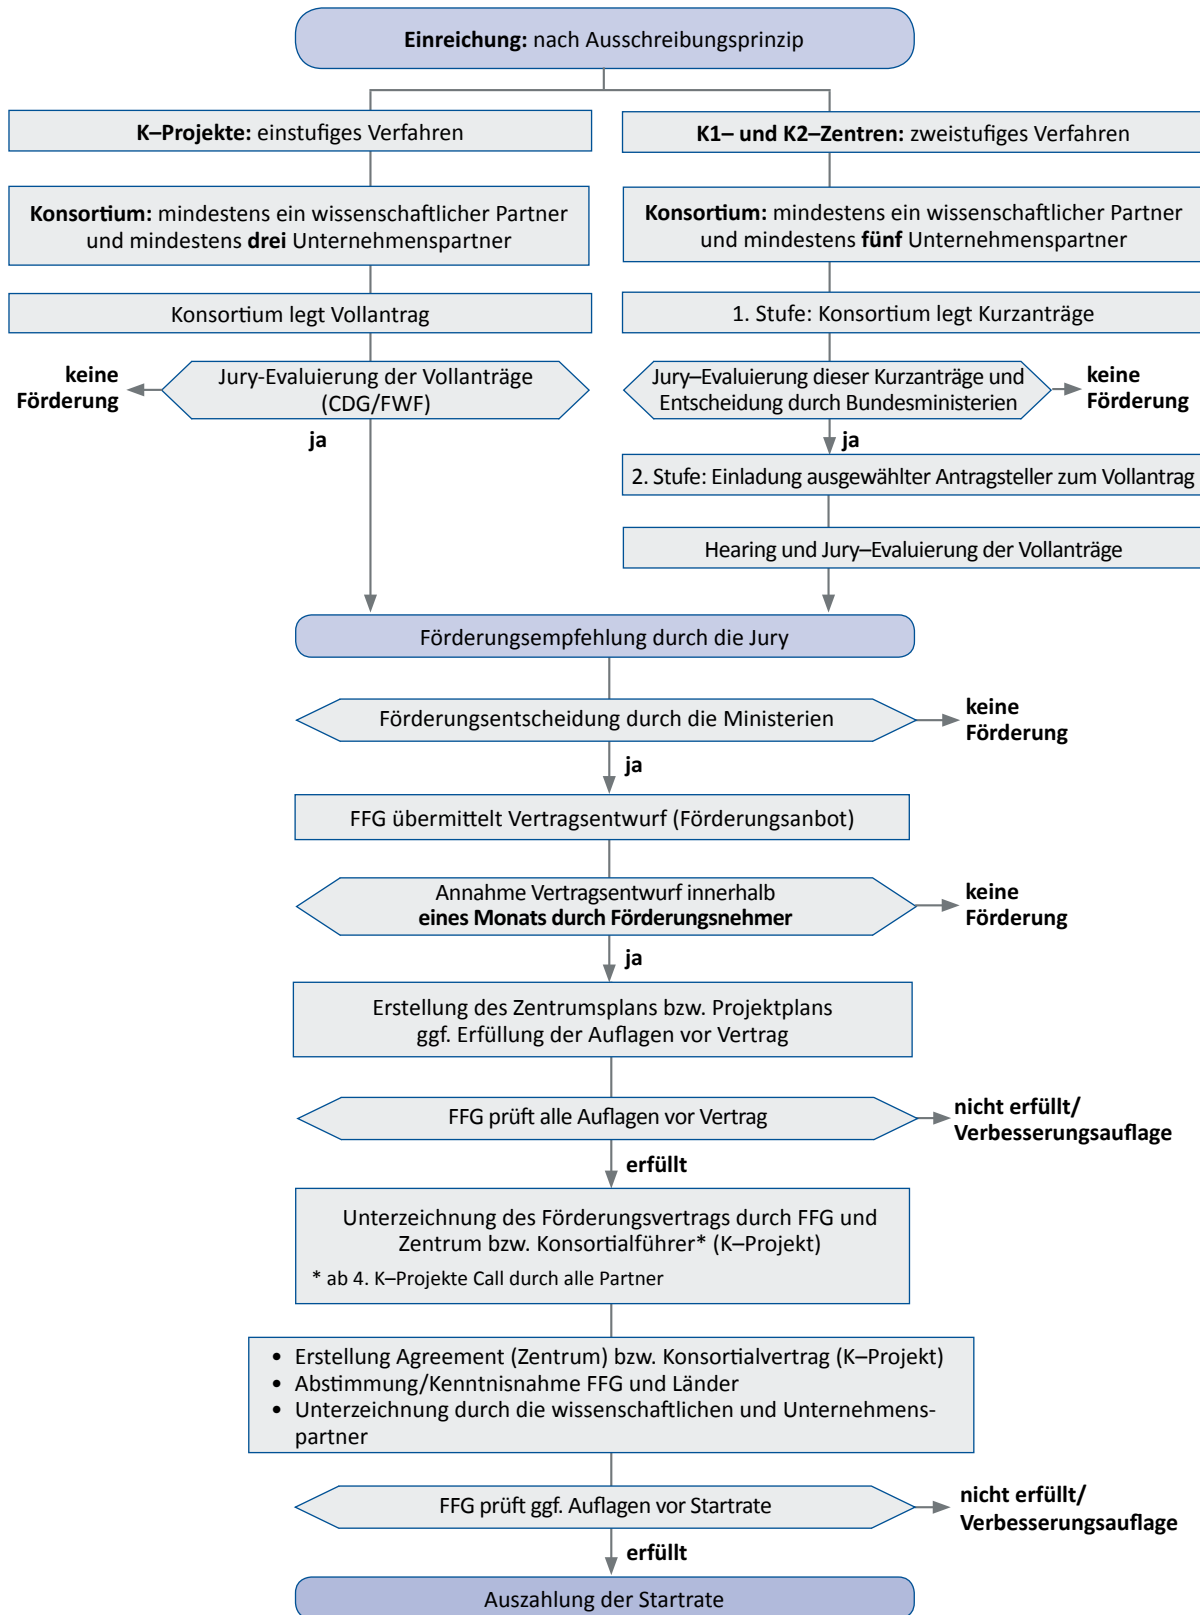 Einreichung: nach Ausschreibungsprinzip
K–Projekte: einstufiges Verfahren
K1– und K2–Zentren: zweistufiges Verfahren
Konsortium: mindestens ein wissenschaftlicher Partner
und mindestens drei Unternehmenspartner
Konsortium: mindestens ein wissenschaftlicher Partner
und mindestens fünf Unternehmenspartner
Konsortium legt Vollantrag
1. Stufe: Konsortium legt Kurzanträge
keine
Förderung
Jury-Evaluierung der Vollanträge
(CDG/FWF)
Jury–Evaluierung dieser Kurzanträge und
Entscheidung durch Bundesministerien
keine
Förderung
ja
ja
2. Stufe: Einladung ausgewählter Antragsteller zum Vollantrag
Hearing und Jury–Evaluierung der Vollanträge
Förderungsempfehlung durch die Jury
Förderungsentscheidung durch die Ministerien
keine
Förderung
ja
FFG übermittelt Vertragsentwurf (Förderungsanbot)
Annahme Vertragsentwurf innerhalb
eines Monats durch Förderungsnehmer
keine
Förderung
ja
Erstellung des Zentrumsplans bzw. Projektplans
ggf. Erfüllung der Auflagen vor Vertrag
FFG prüft alle Auflagen vor Vertrag
nicht erfüllt/
Verbesserungsauflage
erfüllt
Unterzeichnung des Förderungsvertrags durch FFG und
Zentrum bzw. Konsortialführer* (K–Projekt)
* ab 4. K–Projekte Call durch alle Partner
• Erstellung Agreement (Zentrum) bzw. Konsortialvertrag (K–Projekt)
• Abstimmung/Kenntnisnahme FFG und Länder
• Unterzeichnung durch die wissenschaftlichen und Unternehmens-
partner
FFG prüft ggf. Auflagen vor Startrate
nicht erfüllt/
Verbesserungsauflage
erfüllt
Auszahlung der Startrate